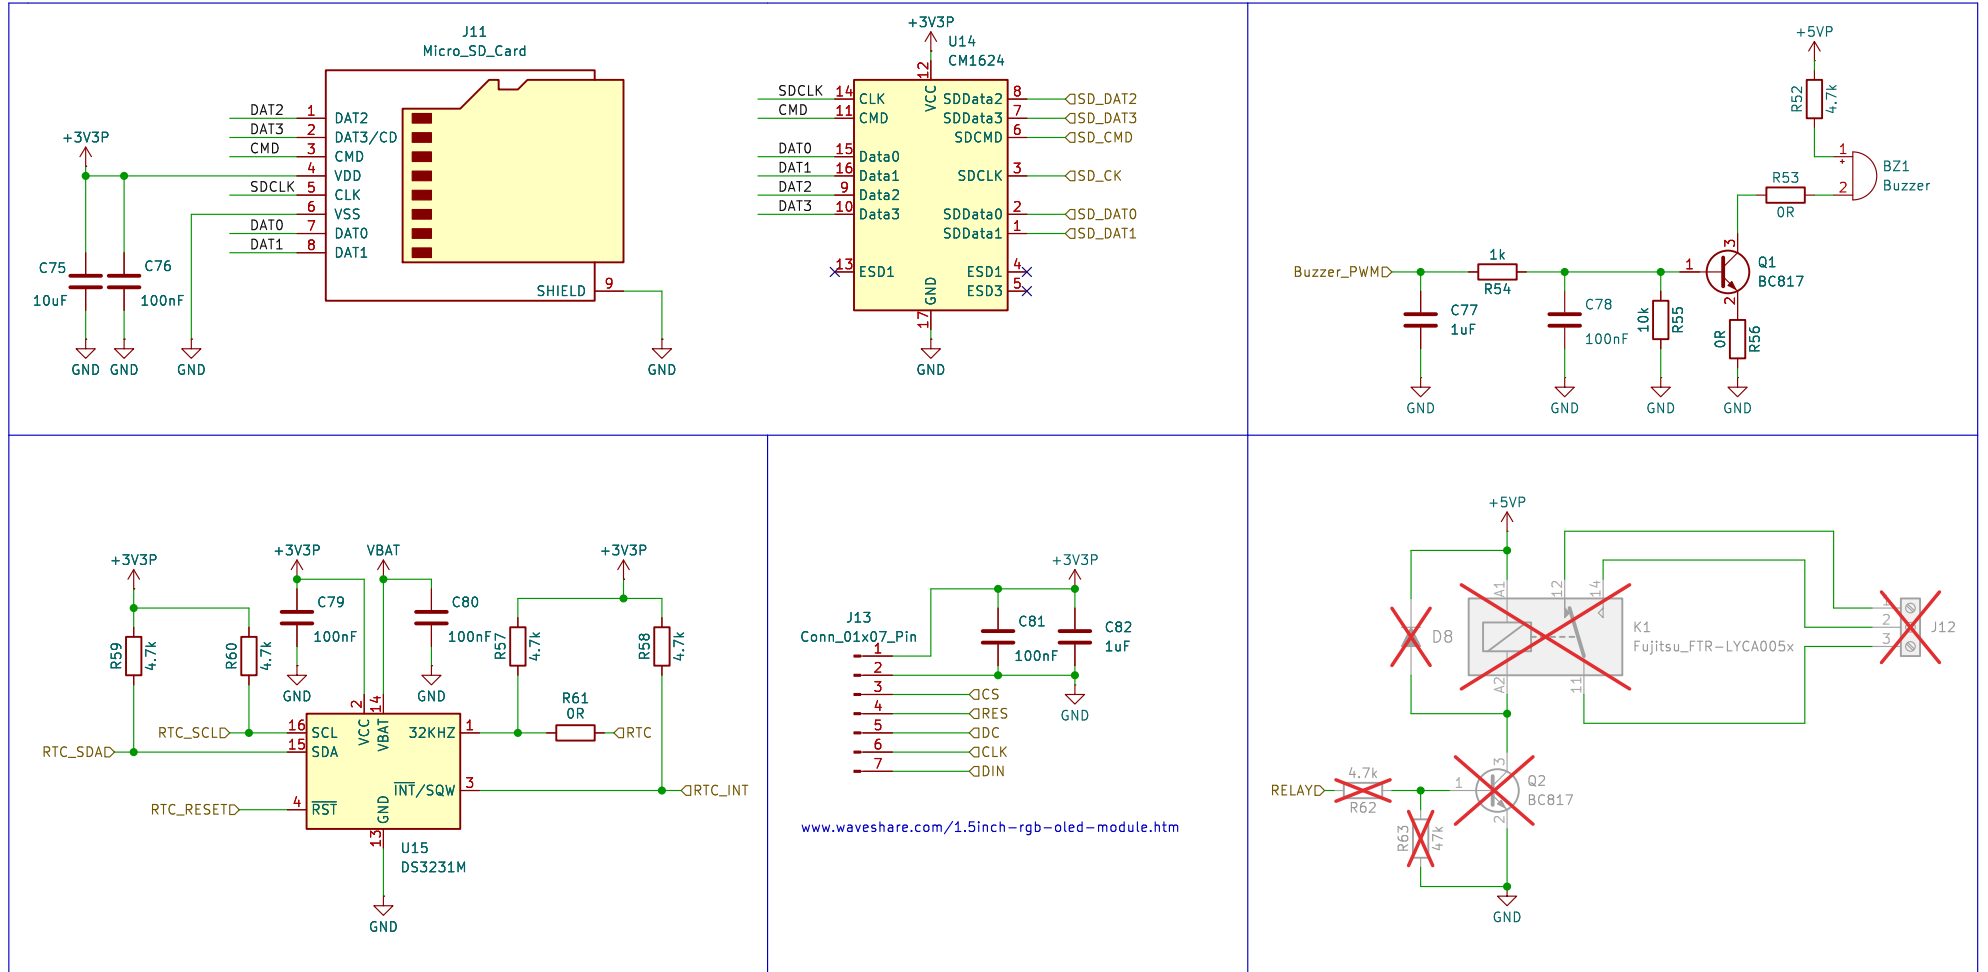 J11
Micro_SD_Card
+3V3P
DAT2
DAT3
CMD
SDCLK
DAT0
DAT1
1
2
3
4
5
6
7
8
DAT2
DAT3/CD
CMD
VDD
CLK
VSS
DAT0
DAT1
SHIELD
9
C75
10uF
C76
100nF
GND
GND
GND
GND
+3V3P
U14
CM1624
12
VCC
SDCLK
14
CLK
CMD
11
CMD
DAT0
15
Data0
DAT1
16
Data1
DAT2
9
Data2
DAT3
10
Data3
13
ESD1
SDData2
8
SD_DAT2
SDData3
7
SD_DAT3
SDCMD
6
SD_CMD
SDCLK
3
SD_CK
SDData0
2
SD_DAT0
SDData1
1
SD_DAT1
ESD1
4
ESD3
5
GND
17
GND
+5VP
R52
4.7k
1
+
2
BZ1
Buzzer
R53
0R
3
Q1
BC817
1
2
Buzzer_PWM
1k
R54
C77
1uF
C78
100nF
10k
R55
0R
R56
GND
GND
GND
GND
+3V3P
R59
4.7k
R60
4.7k
+3V3P
VBAT
C79
100nF
C80
100nF
GND
GND
+3V3P
R57
4.7k
R58
4.7k
R61
0R
RTC
RTC_SCL
RTC_SDA
RTC_RESET
16
SCL
15
SDA
4
RST
2
VCC
14
VBAT
32KHZ
1
INT/SQW
3
RTC_INT
GND
13
U15
DS3231M
GND
J13
Conn_01x07_Pin
1
2
3
4
5
6
7
CS
RES
DC
CLK
DIN
+3V3P
C81
100nF
C82
1uF
GND
www.waveshare.com/1.5inch-rgb-oled-module.htm
+5VP
D8
A1
12
14
A2
11
K1
Fujitsu_FTR-LYCA005x
1
2
3
J12
RELAY
4.7k
R62
R63
47k
1
3
2
Q2
BC817
GND